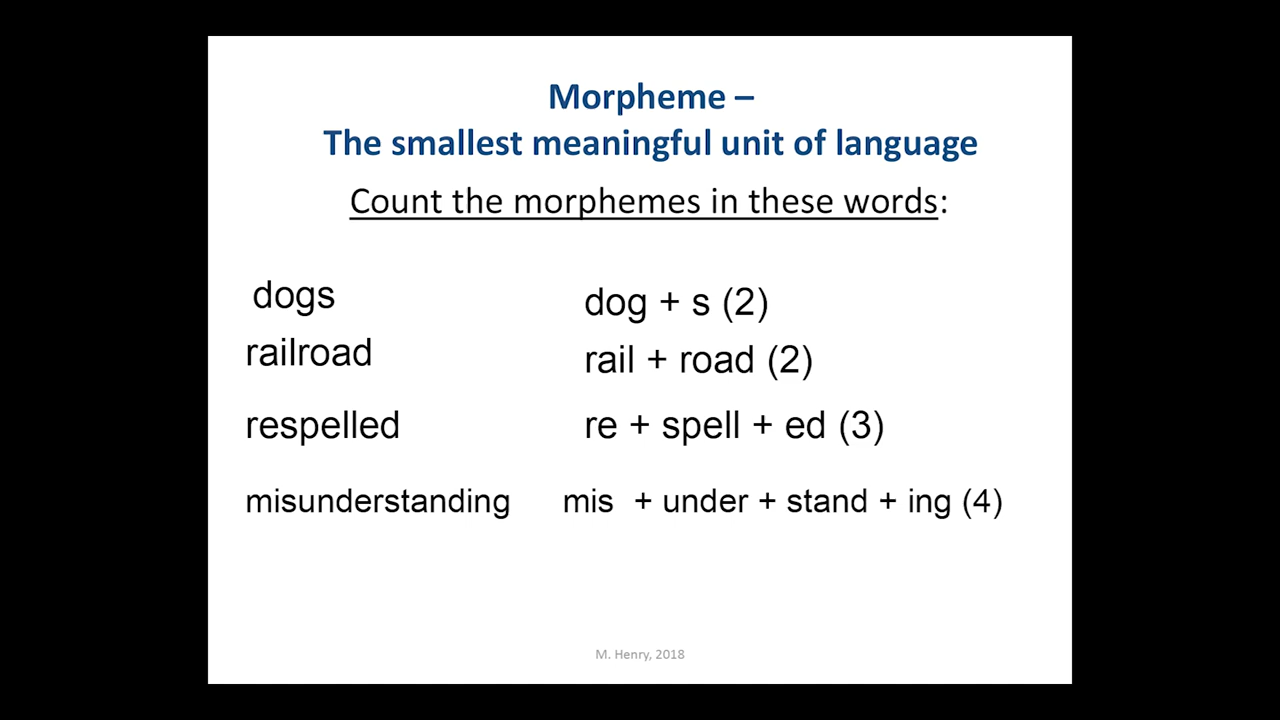 Morpheme –
The smallest meaningful unit of language
Count the morphemes in these words:
dogs dog + s (2)
railroad rail + road (2)
respelled re + spell + ed (3)
misunderstanding mis + under + stand + ing (4)
M. Henry, 2018